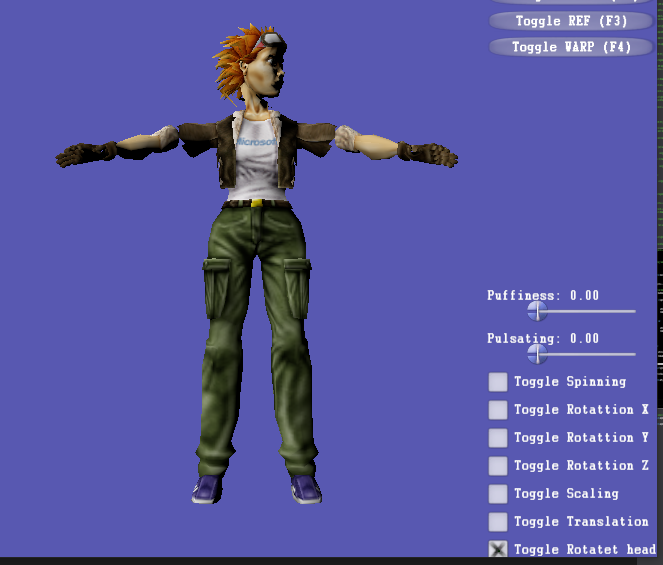 Toggle REF (F3)
Toggle WARP (F4)
Microsoft
Puffiness: 0.00
Pulsating: 0.00
Toggle Spinning
Toggle Rotattion X
Toggle Rotattion Y
Toggle Rotattion Z
Toggle Scaling
Toggle Translation
Toggle Rotatet head